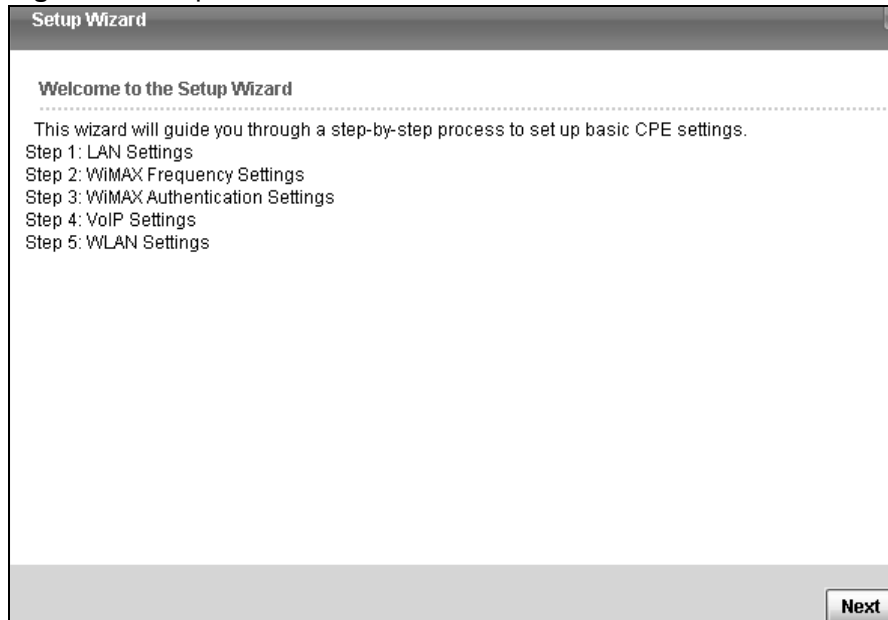 Setup Wizard
Welcome to the Setup Wizard
This wizard will guide you through a step-by-step process to set up basic CPE settings.
Step 1: LAN Settings
Step 2: WiMAX Frequency Settings
Step 3: WiMAX Authentication Settings
Step 4: VoIP Settings
Step 5: WLAN Settings
Next